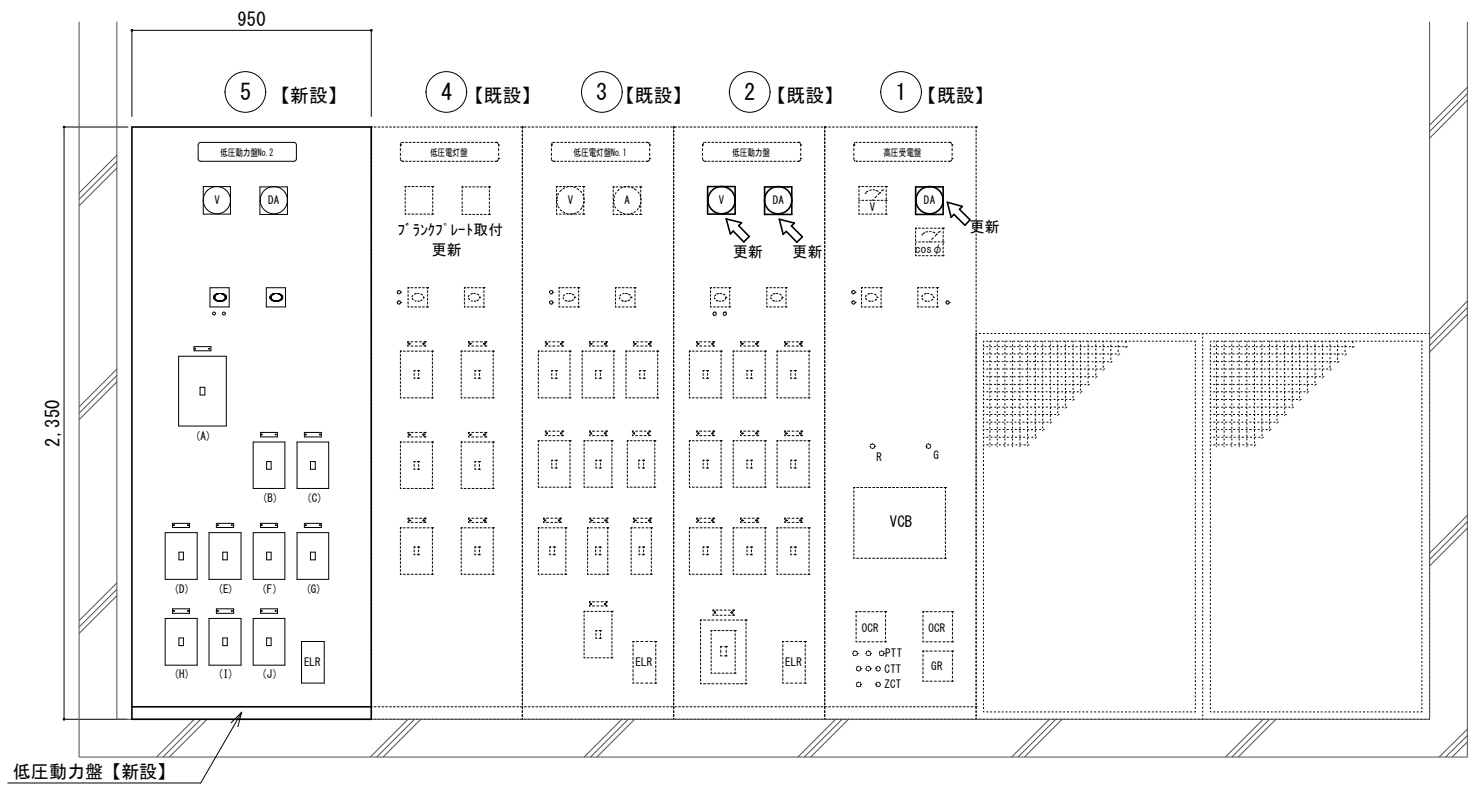 950
5 【新設】 4 【既設】 3 【既設】 2 【既設】 1 【既設】
低圧動力盤No.2 低圧電灯盤 低圧電灯盤No.1 低圧動力盤 高圧受電盤
V DA V A V DA V DA
ブランクプレート取付
更新
更新 更新 更新
cosφ
2,350
(A)
R G
(B) (C)
VCB
(D) (E) (F) (G)
OCR OCR
PTT
CTT
ZCT
GR
ELR ELR ELR
(H) (I) (J)
低圧動力盤【新設】